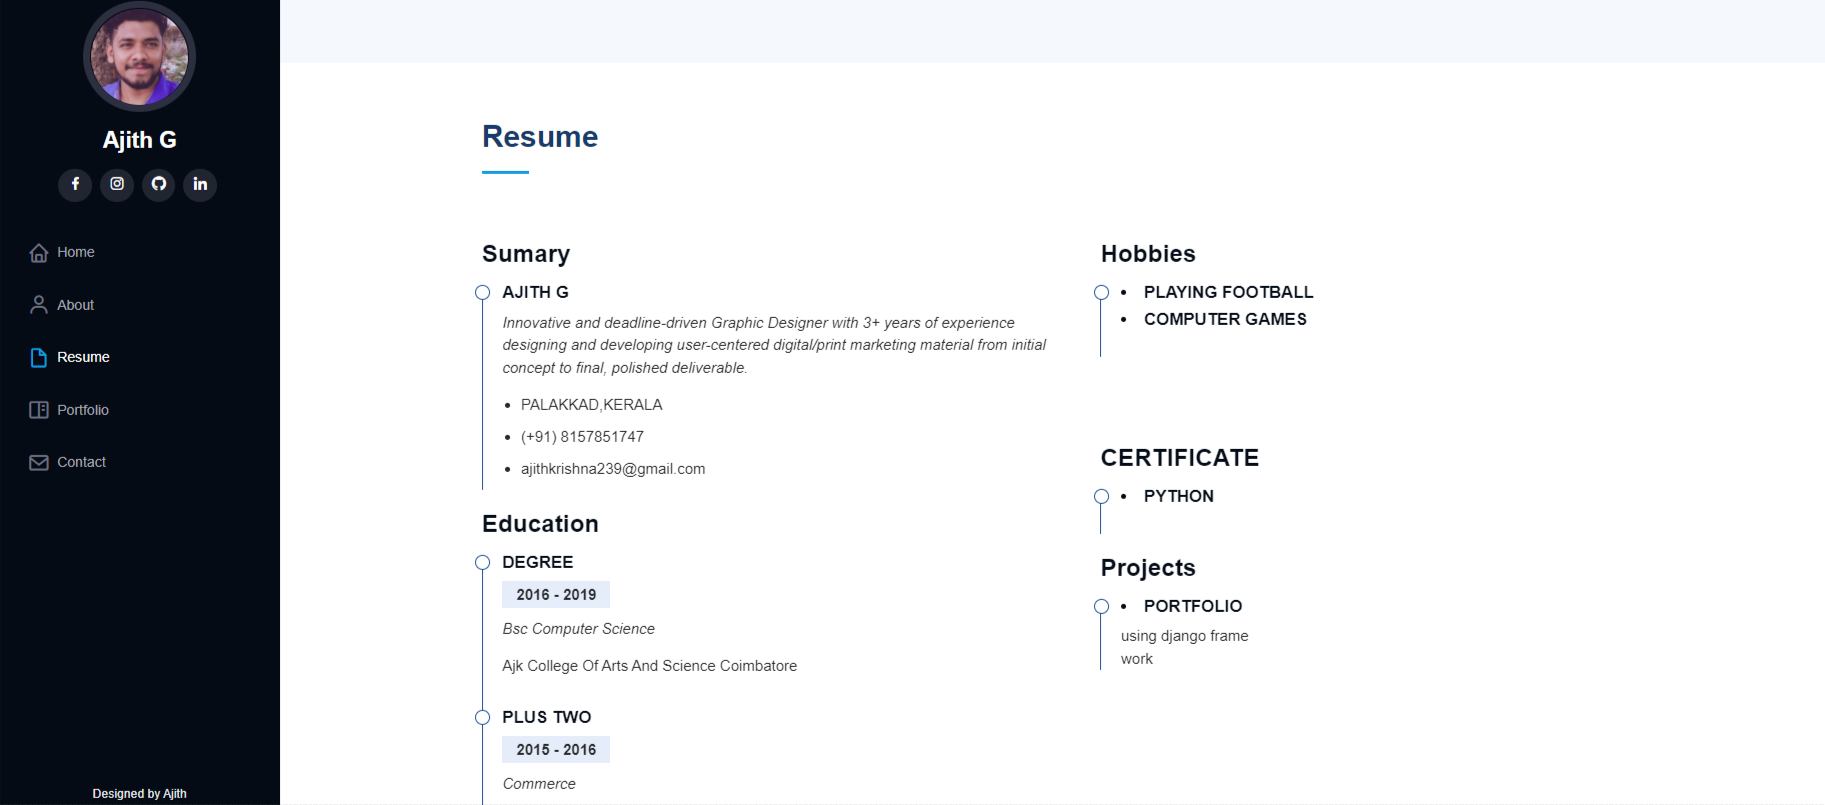 Ajith G
Home
About
Resume
Portfolio
Contact
Designed by Ajith
Resume
Sumary
AJITH G
Innovative and deadline-driven Graphic Designer with 3+ years of experience
designing and developing user-centered digital/print marketing material from initial
concept to final, polished deliverable.
• PALAKKAD,KERALA
• (+91) 8157851747
• ajithkrishna239@gmail.com
Education
DEGREE
2016 - 2019
Bsc Computer Science
Ajk College Of Arts And Science Coimbatore
PLUS TWO
2015 - 2016
Commerce
Hobbies
• PLAYING FOOTBALL
• COMPUTER GAMES
CERTIFICATE
• PYTHON
Projects
• PORTFOLIO
using django frame
work